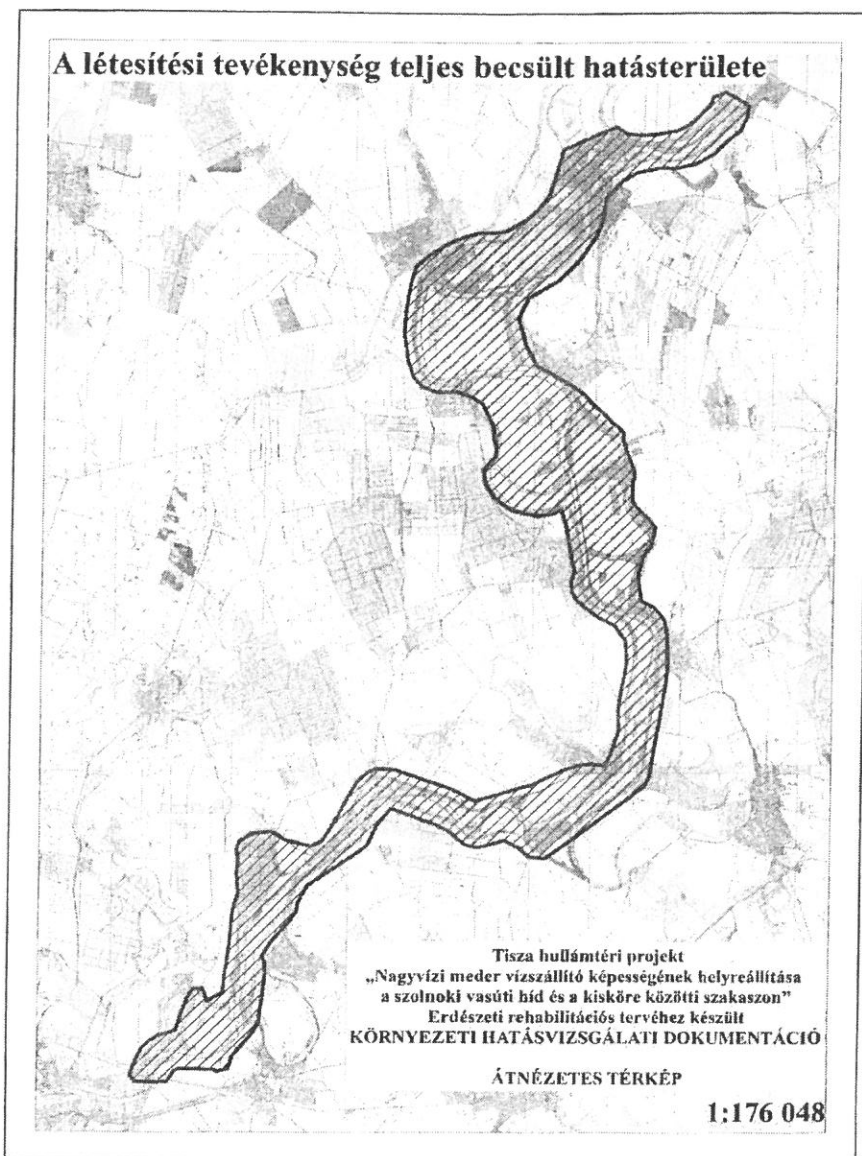 A létesítési tevékenység teljes becsült hatásterülete
Tisza hullámtéri projekt
„Nagyvízi meder vízszállító képességének helyreállítása
a szolnoki vasúti híd és a kisköre közötti szakaszon”
Erdészeti rehabilitációs tervéhez készült
KÖRNYEZETI HATÁSVIZSGÁLATI DOKUMENTÁCIÓ
ÁTNÉZETES TÉRKÉP
1:176 048